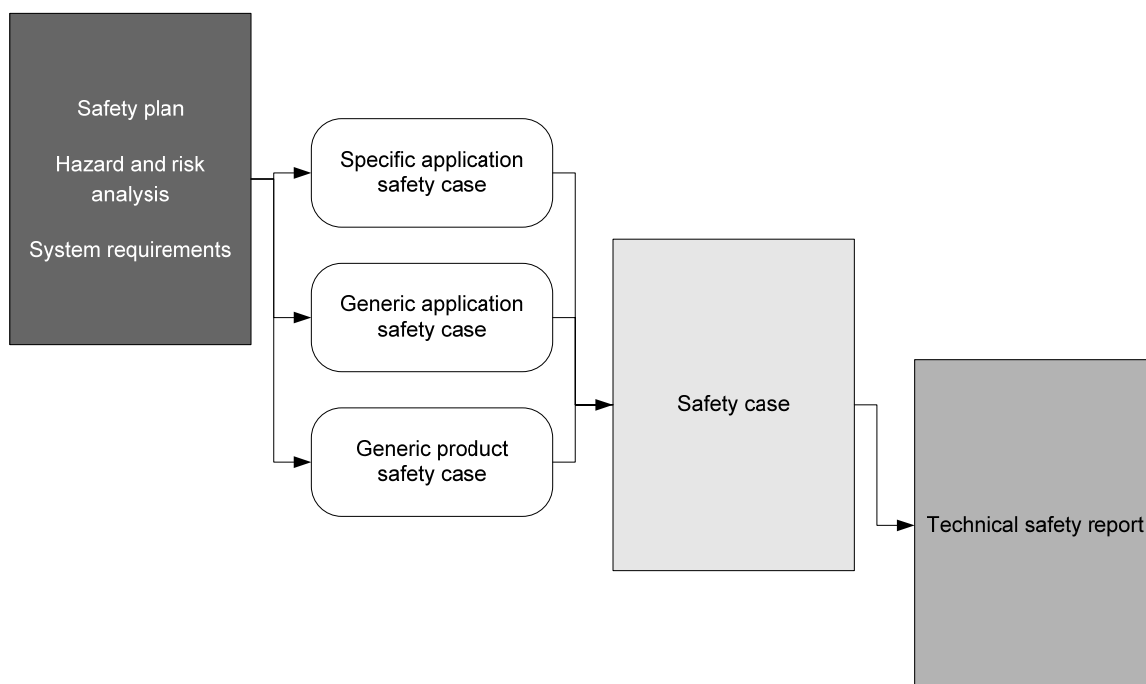 Safety plan
Hazard and risk
analysis
System requirements
Specific application
safety case
Generic application
safety case
Generic product
safety case
Safety case
Technical safety report